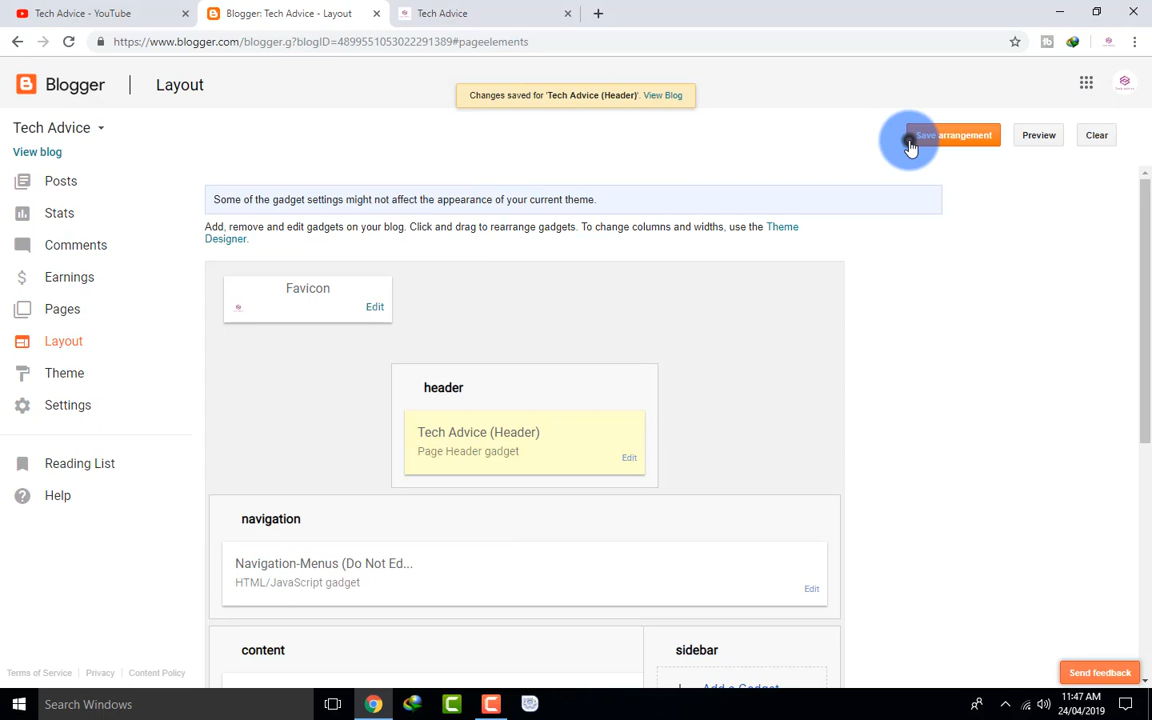 Tech Advice - YouTube
Blogger: Tech Advice - Layout
Tech Advice
https://www.blogger.com/blogger.g?blogID=4899551053022291389#pageelements
Blogger
Layout
Changes saved for 'Tech Advice (Header)'. View Blog
Tech Advice
View blog
Save arrangement
Preview
Clear
Posts
Stats
Comments
Earnings
Pages
Layout
Theme
Settings
Reading List
Help
Some of the gadget settings might not affect the appearance of your current theme.
Add, remove and edit gadgets on your blog. Click and drag to rearrange gadgets. To change columns and widths, use the Theme
Designer.
Favicon
Edit
header
Tech Advice (Header)
Page Header gadget
Edit
navigation
Navigation-Menus (Do Not Ed...
HTML/JavaScript gadget
Edit
content
sidebar
Add a Gadget
Terms of Service | Privacy | Content Policy
Send feedback
Search Windows
11:47 AM
24/04/2019